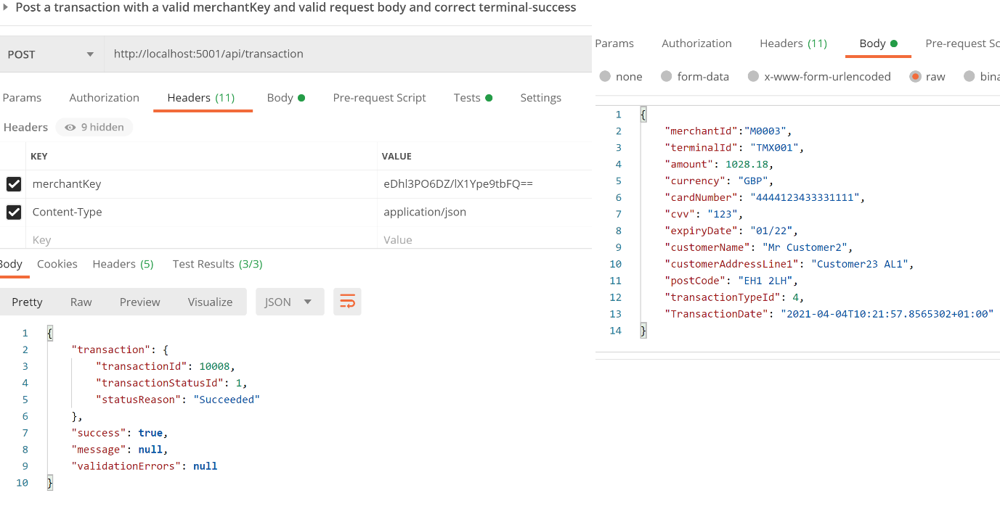 Post a transaction with a valid merchantKey and valid request body and correct terminal-success
POST http://localhost:5001/api/transaction
Params Authorization Headers (11) Body Pre-request Script Tests Settings
Headers 9 hidden
KEY VALUE
merchantKey eDhl3PO6DZ/lX1Ype9tbFQ==
Content-Type application/json
Key Value
Body Cookies Headers (5) Test Results (3/3)
Pretty Raw Preview Visualize JSON
1 {
2 "transaction": {
3 "transactionId": 10008,
4 "transactionStatusId": 1,
5 "statusReason": "Succeeded"
6 },
7 "success": true,
8 "message": null,
9 "validationErrors": null
10 }
Params Authorization Headers (11) Body Pre-request Sc
none form-data x-www-form-urlencoded raw bina
1 {
2 "merchantId":"M0003",
3 "terminalId": "TMX001",
4 "amount": 1028.18,
5 "currency": "GBP",
6 "cardNumber": "4444123433331111",
7 "cvv": "123",
8 "expiryDate": "01/22",
9 "customerName": "Mr Customer2",
10 "customerAddressLine1": "Customer23 AL1",
11 "postCode": "EH1 2LH",
12 "transactionTypeId": 4,
13 "TransactionDate": "2021-04-04T10:21:57.8565302+01:00"
14 }